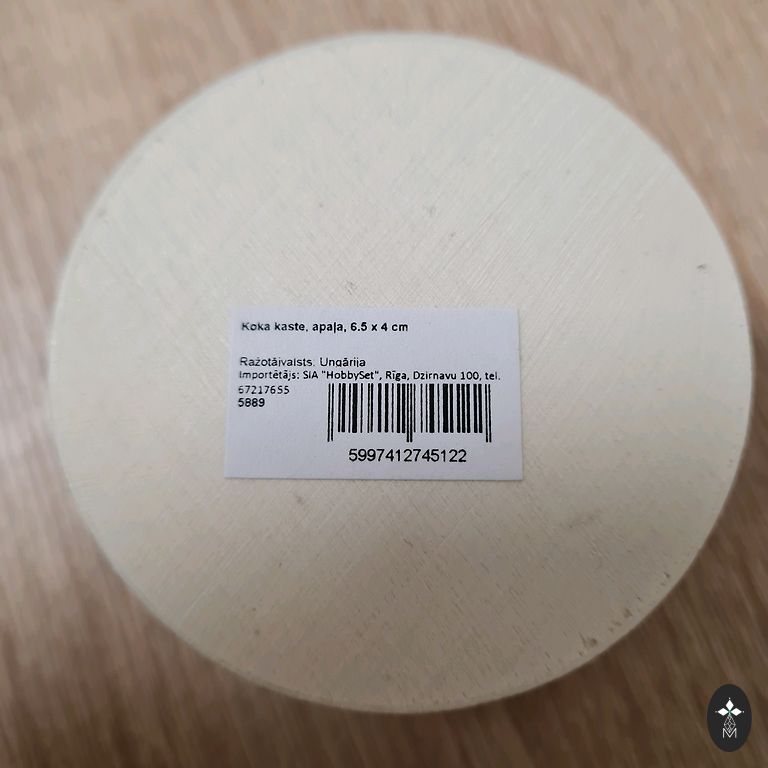 Koka kaste, apaļa, 6.5 x 4 cm
Ražotājvalsts: Ungārija
Importētājs: SIA "HobbySet", Rīga, Dzirnavu 100, tel.
67217655
5889
5997412745122
M